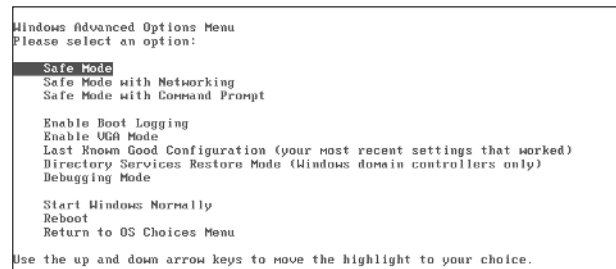 Windows Advanced Options Menu
Please select an option:
Safe Mode
Safe Mode with Networking
Safe Mode with Command Prompt
Enable Boot Logging
Enable VGA Mode
Last Known Good Configuration (your most recent settings that worked)
Directory Services Restore Mode (Windows domain controllers only)
Debugging Mode
Start Windows Normally
Reboot
Return to OS Choices Menu
Use the up and down arrow keys to move the highlight to your choice.